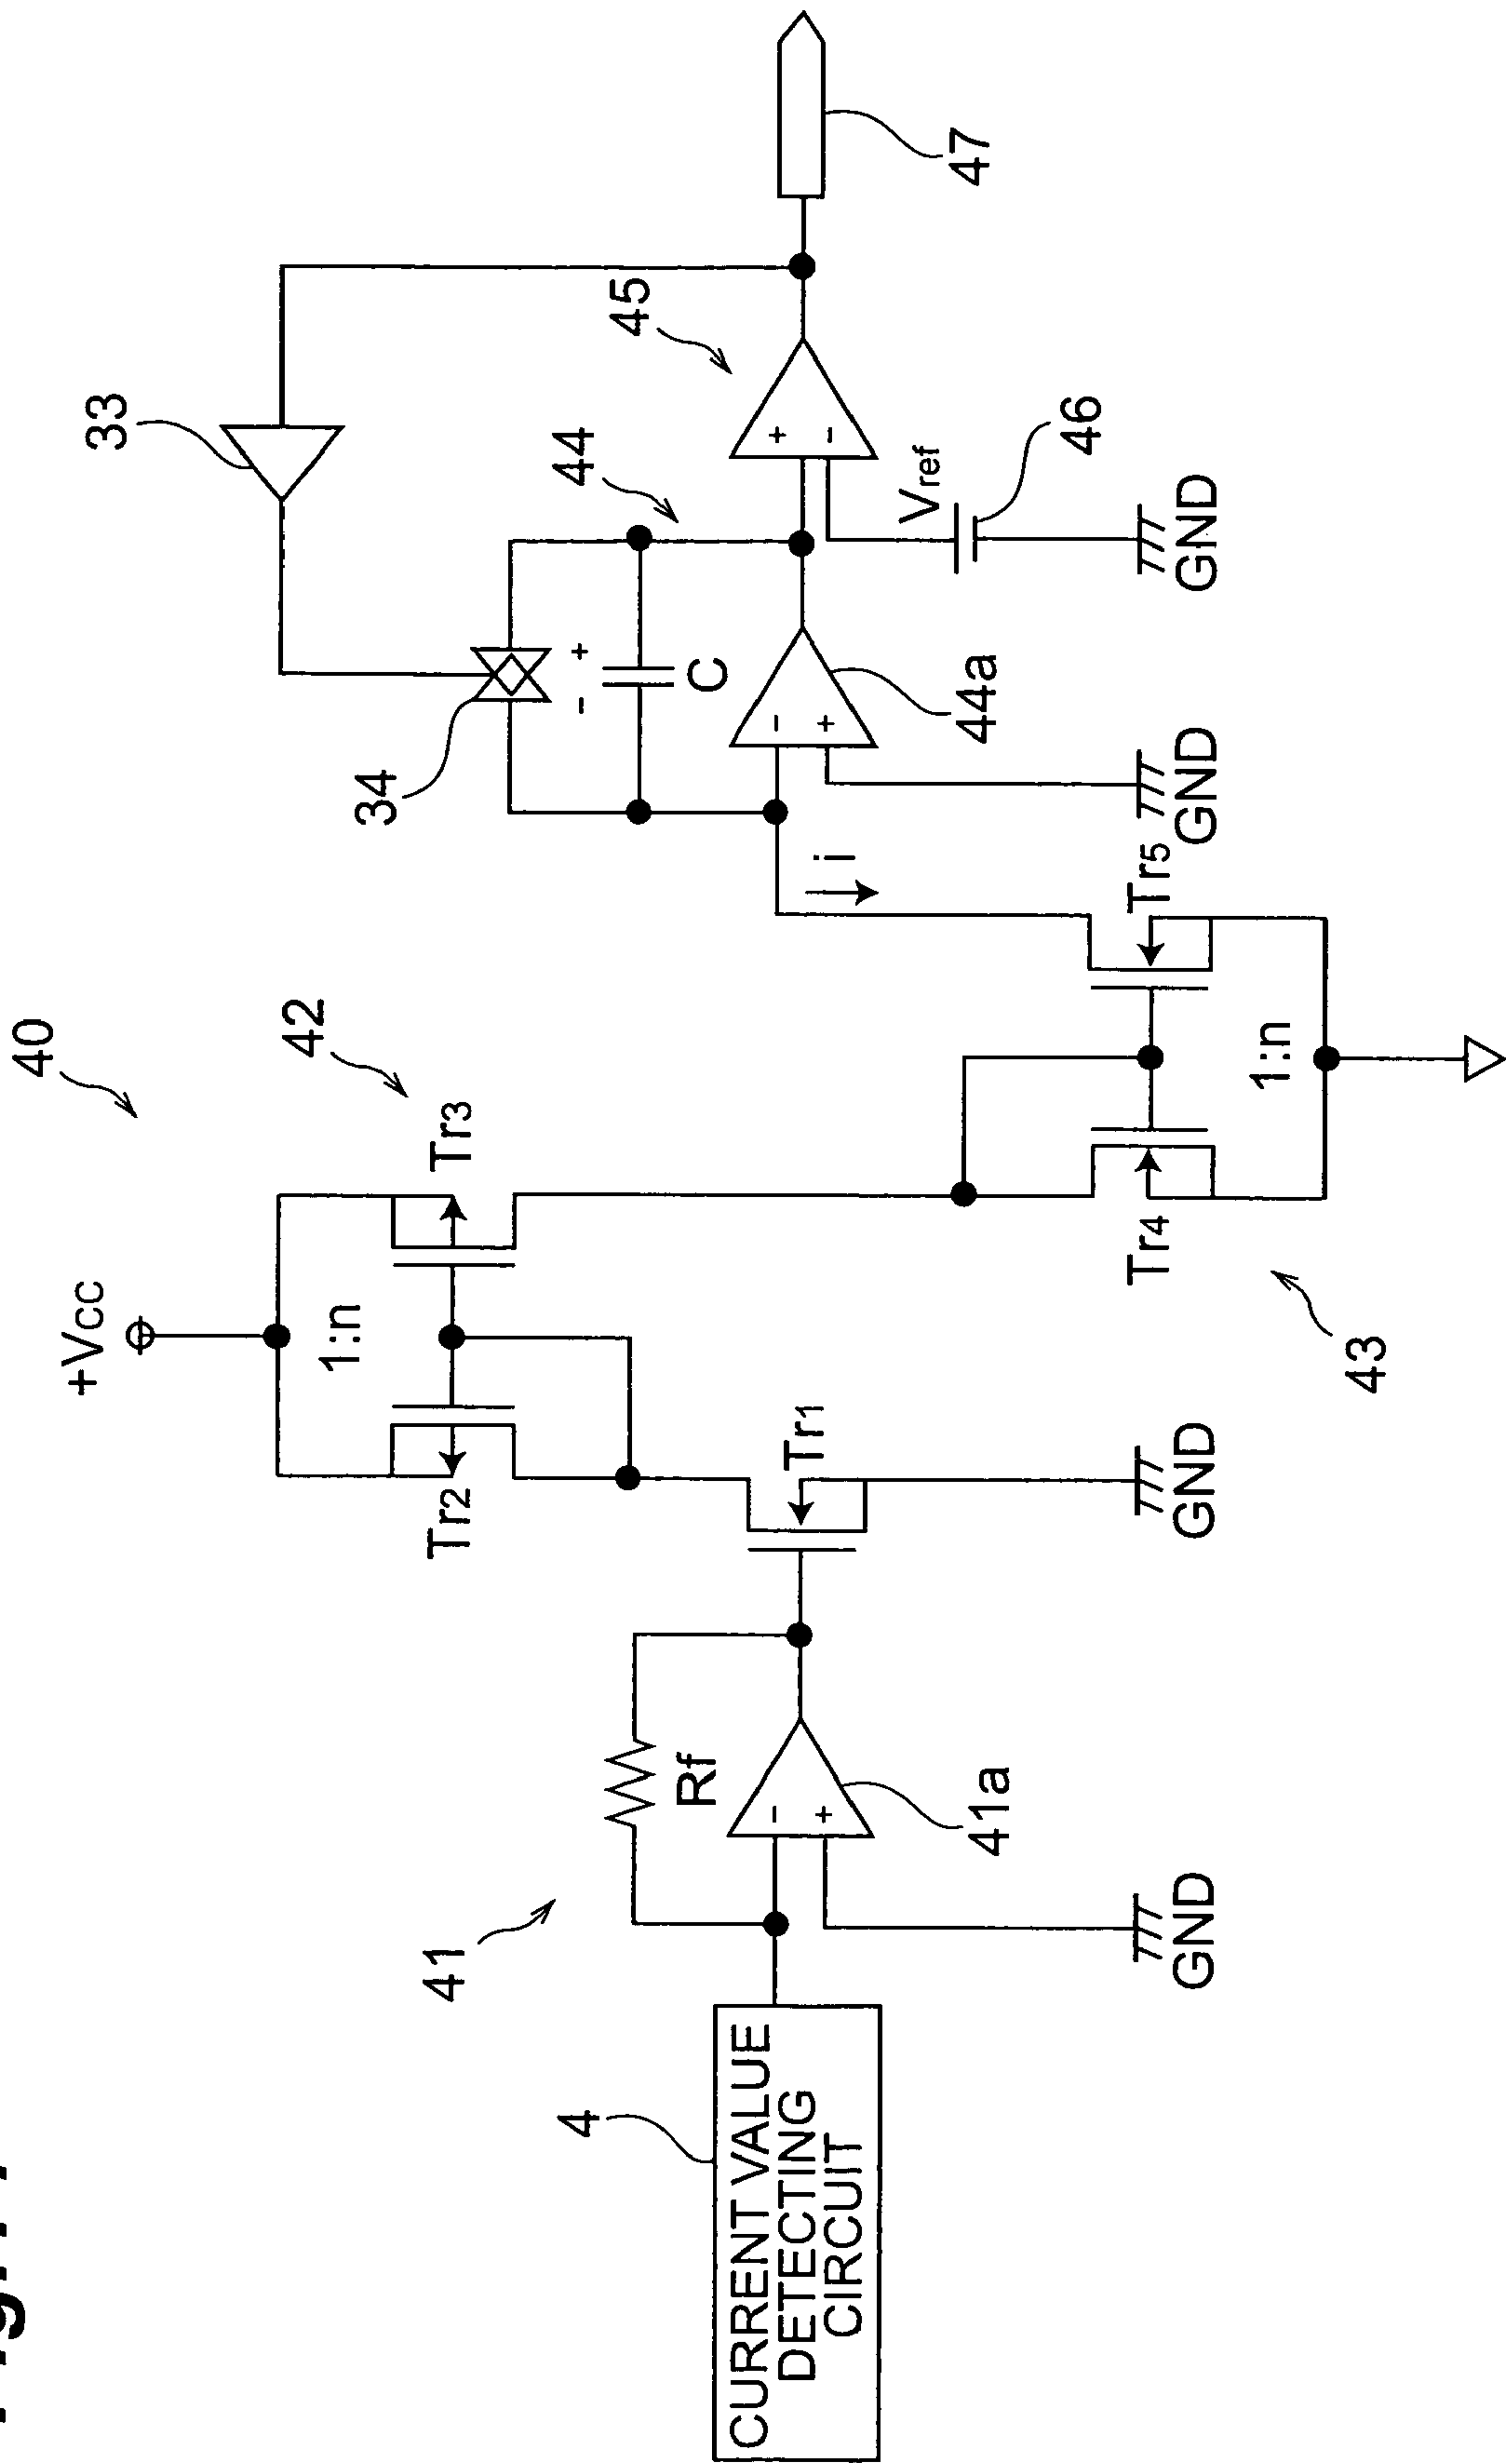 40
+Vcc
1:n
42
Tr2
Tr3
33
34
44
45
- +
C
41
Rf
4
CURRENT VALUE
DETECTING
CIRCUIT
-
+
41a
Tr1
i
-
+
44a
+
-
Vref
46
47
GND
GND
GND
GND
Tr4
Tr5
1:n
43